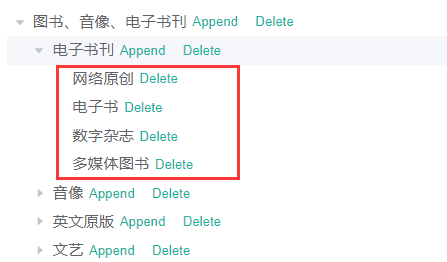 图书、音像、电子书刊 Append Delete
电子书刊 Append Delete
网络原创 Delete
电子书 Delete
数字杂志 Delete
多媒体图书 Delete
音像 Append Delete
英文原版 Append Delete
文艺 Append Delete